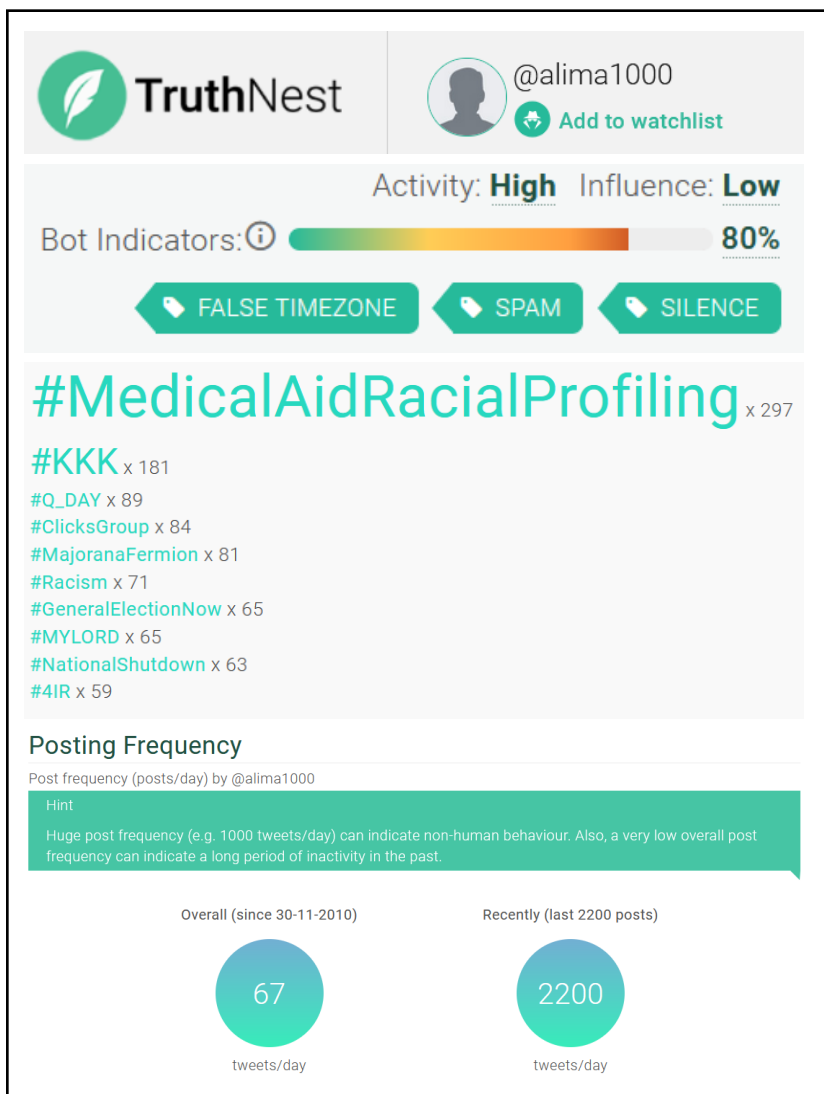 TruthNest
@alima1000
Add to watchlist
Activity: High Influence: Low
Bot Indicators: 80%
FALSE TIMEZONE SPAM SILENCE
#MedicalAidRacialProfiling x 297
#KKK x 181
#Q_DAY x 89
#ClicksGroup x 84
#MajoranaFermion x 81
#Racism x 71
#GeneralElectionNow x 65
#MYLORD x 65
#NationalShutdown x 63
#4IR x 59
Posting Frequency
Post frequency (posts/day) by @alima1000
Hint
Huge post frequency (e.g. 1000 tweets/day) can indicate non-human behaviour. Also, a very low overall post
frequency can indicate a long period of inactivity in the past.
Overall (since 30-11-2010) Recently (last 2200 posts)
67 2200
tweets/day tweets/day